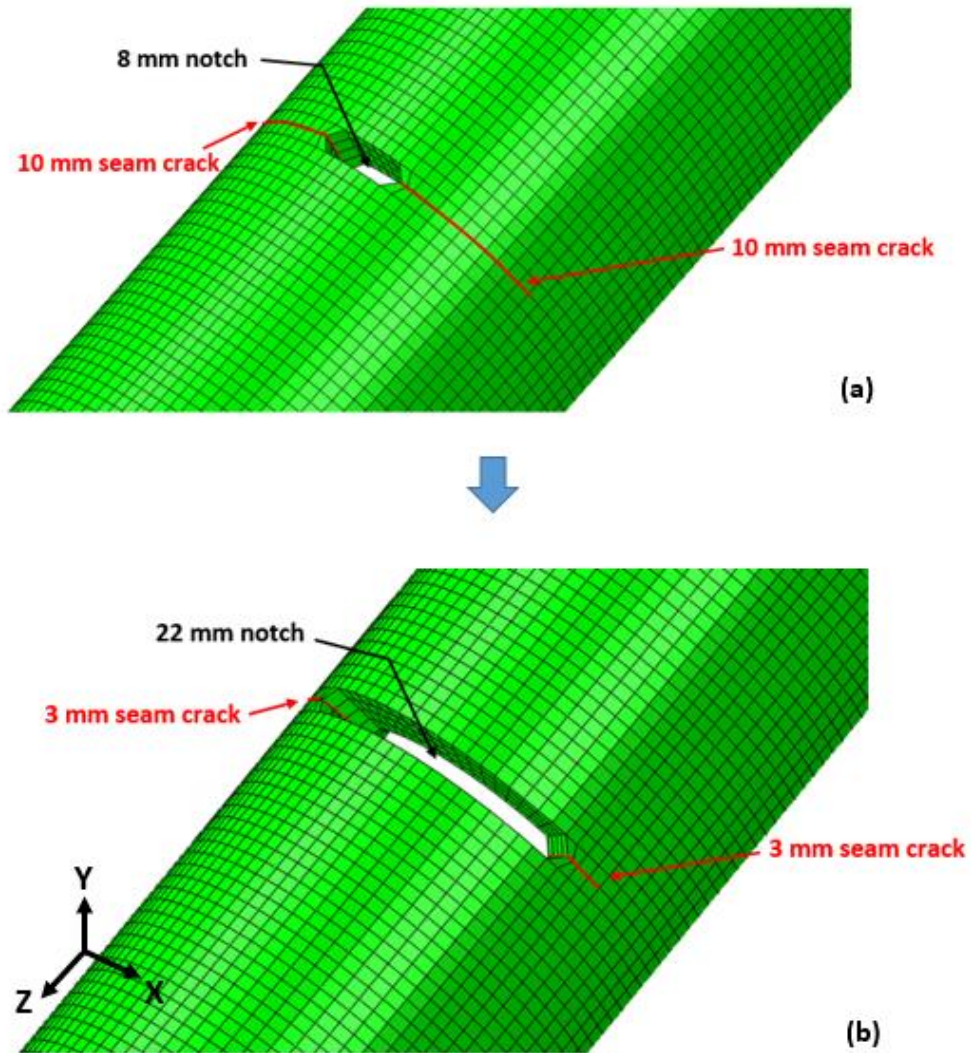 8 mm notch
10 mm seam crack
10 mm seam crack
(a)
22 mm notch
3 mm seam crack
3 mm seam crack
Y
Z
X
(b)